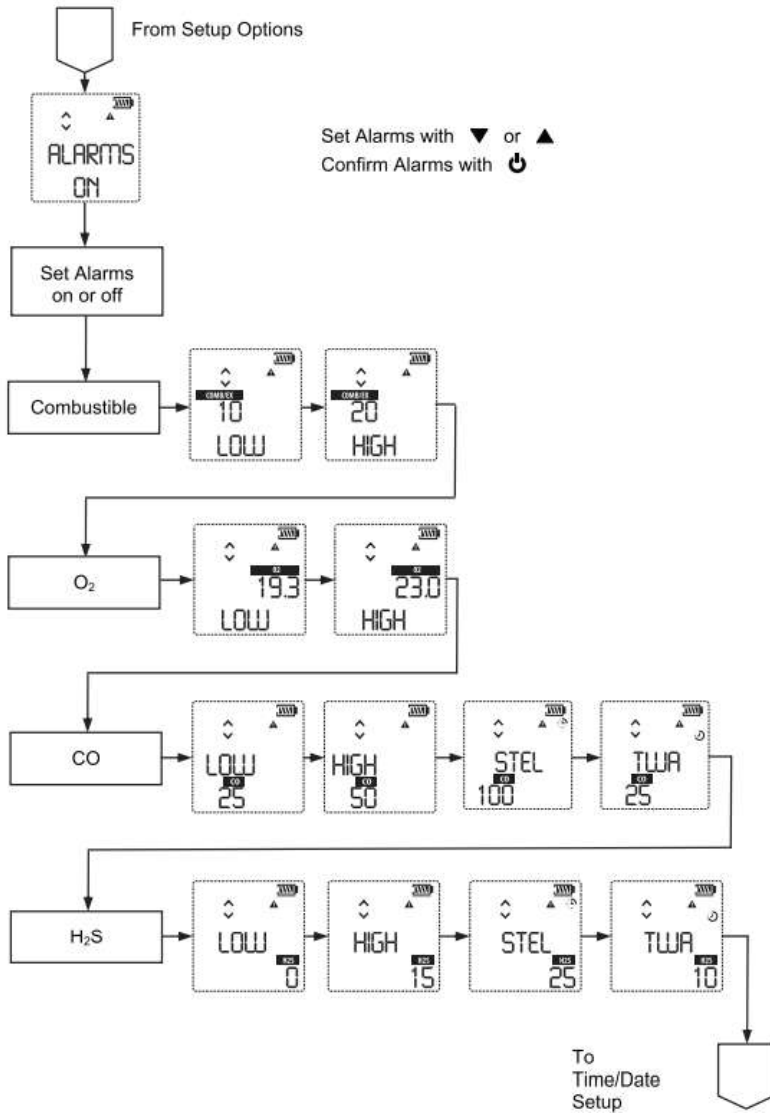 From Setup Options
ALARMS
ON
Set Alarms with ▼ or ▲
Confirm Alarms with ⏻
Set Alarms
on or off
Combustible
COMB/EX
10
LOW
COMB/EX
20
HIGH
O₂
O2
19.3
LOW
O2
23.0
HIGH
CO
LOW
CO
25
HIGH
CO
50
STEL
CO
100
TWA
CO
25
H₂S
LOW
H2S
0
HIGH
H2S
15
STEL
H2S
25
TWA
H2S
10
To
Time/Date
Setup